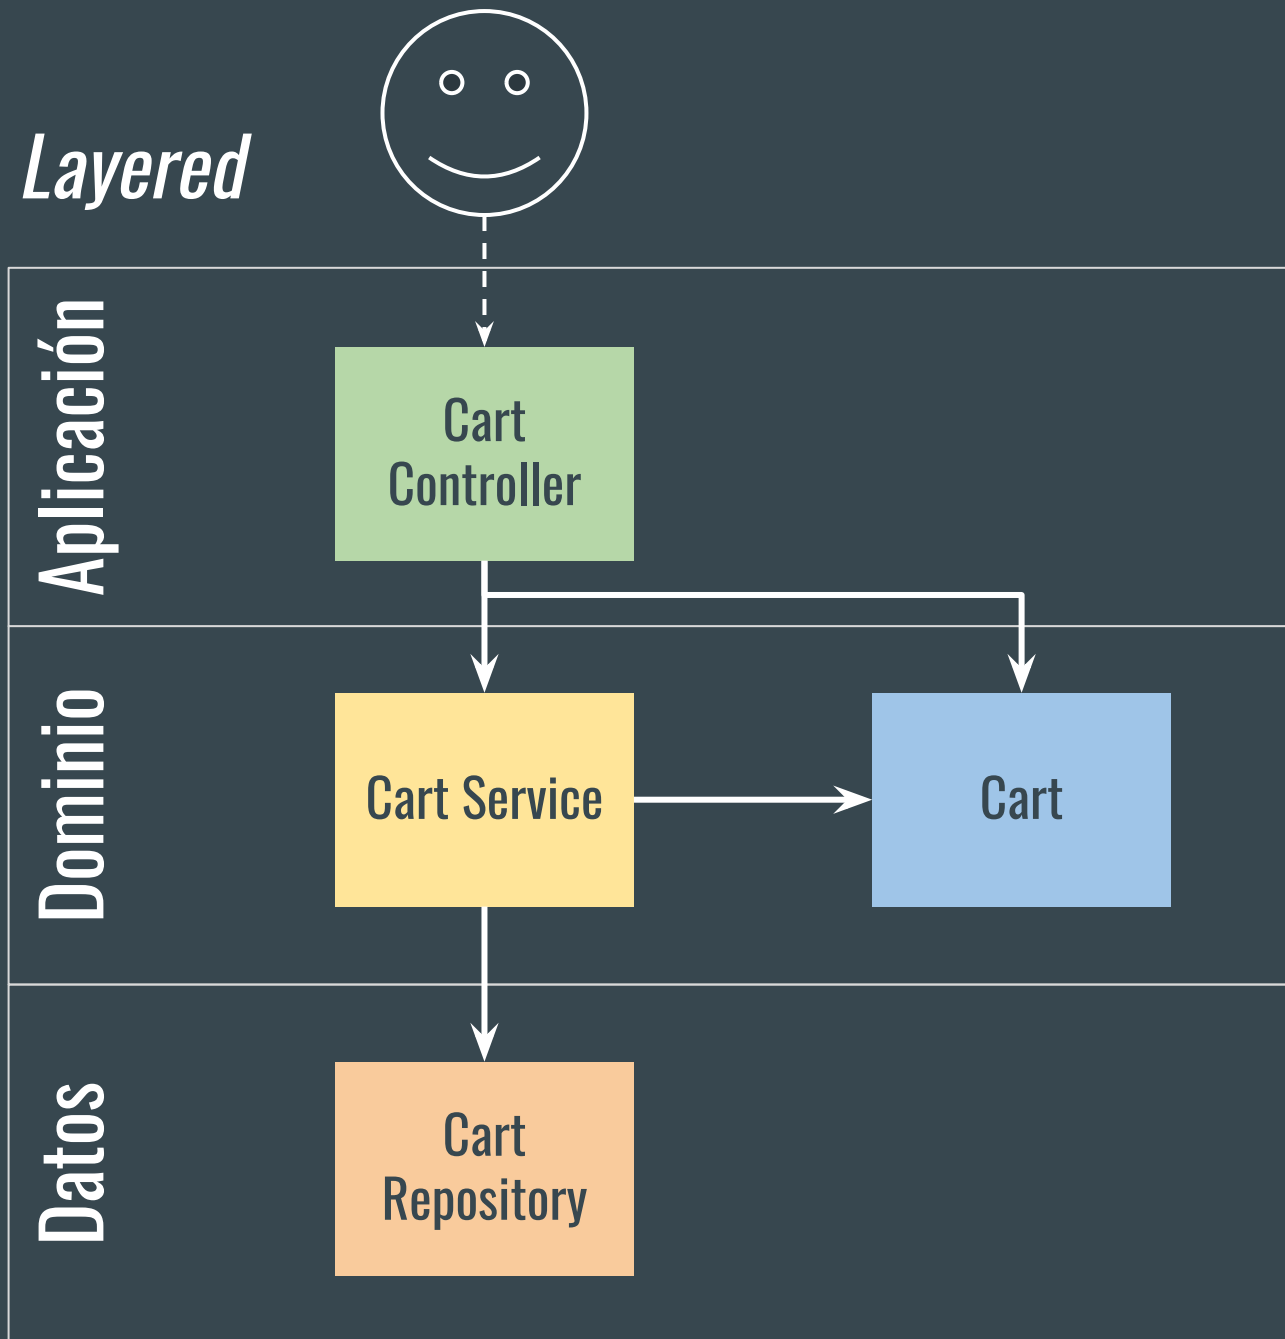 Layered
Aplicación
Cart
Controller
Dominio
Cart Service
Cart
Datos
Cart
Repository